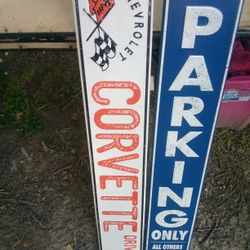 CHEVROLET
CORVETTE
PARKING
ONLY
ALL OTHERS